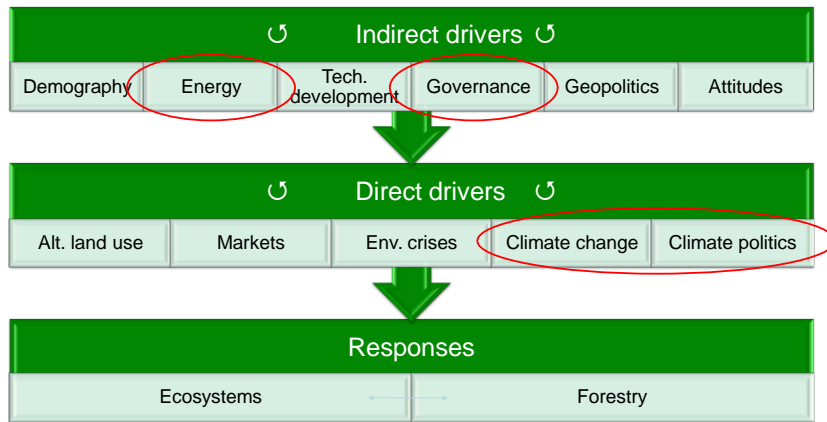 ↺ Indirect drivers ↺
Demography Energy Tech. development Governance Geopolitics Attitudes
↺ Direct drivers ↺
Alt. land use Markets Env. crises Climate change Climate politics
Responses
Ecosystems Forestry